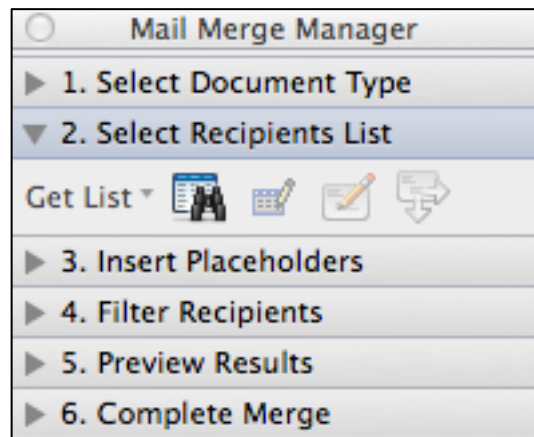 Mail Merge Manager
1. Select Document Type
2. Select Recipients List
Get List
3. Insert Placeholders
4. Filter Recipients
5. Preview Results
6. Complete Merge